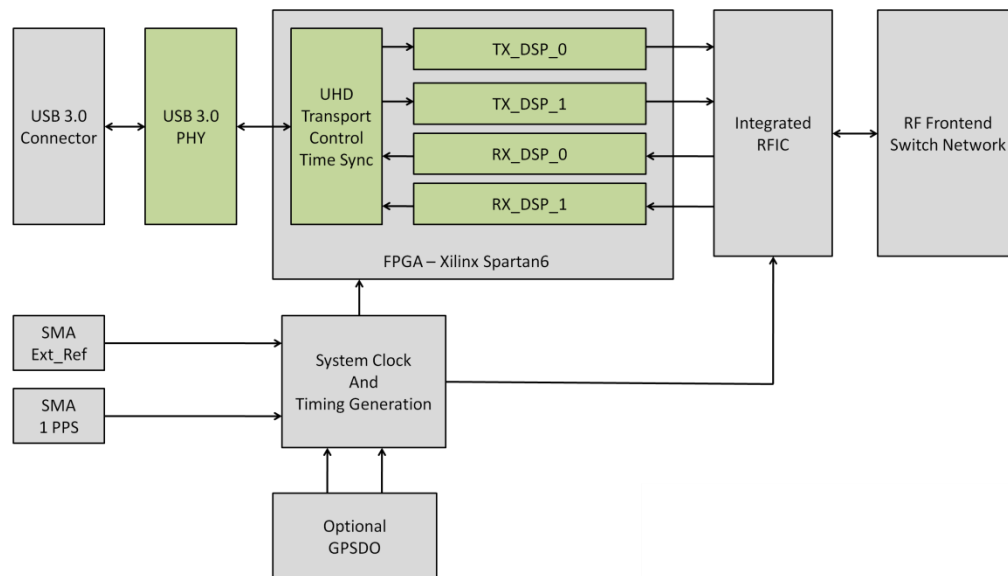 USB 3.0
Connector
USB 3.0
PHY
UHD
Transport
Control
Time Sync
TX_DSP_0
TX_DSP_1
RX_DSP_0
RX_DSP_1
FPGA – Xilinx Spartan6
Integrated
RFIC
RF Frontend
Switch Network
SMA
Ext_Ref
SMA
1 PPS
System Clock
And
Timing Generation
Optional
GPSDO